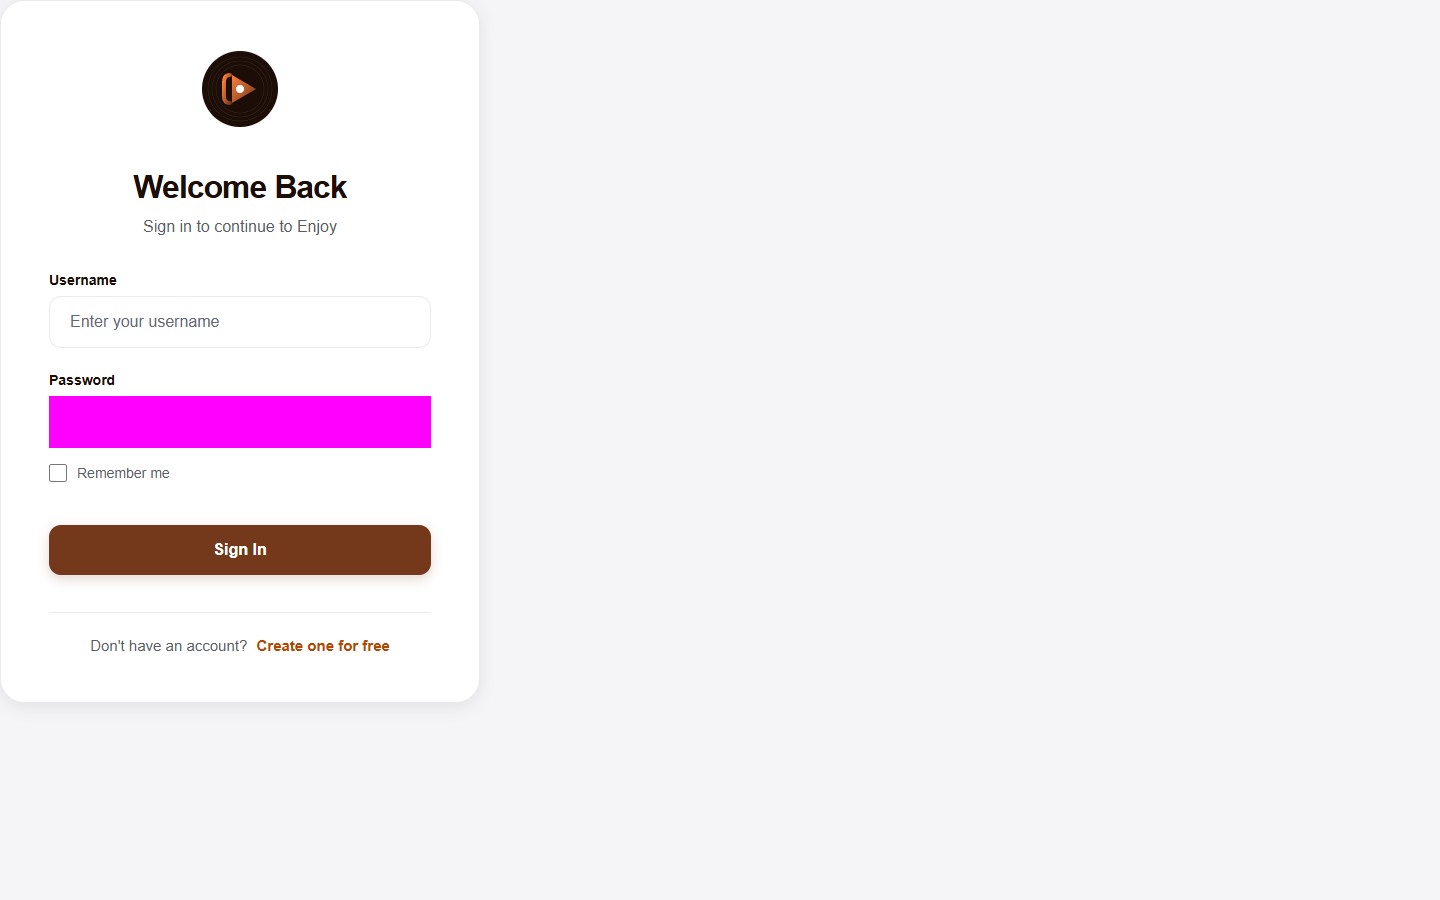 Welcome Back
Sign in to continue to Enjoy
Username
Enter your username
Password
Remember me
Sign In
Don't have an account? Create one for free